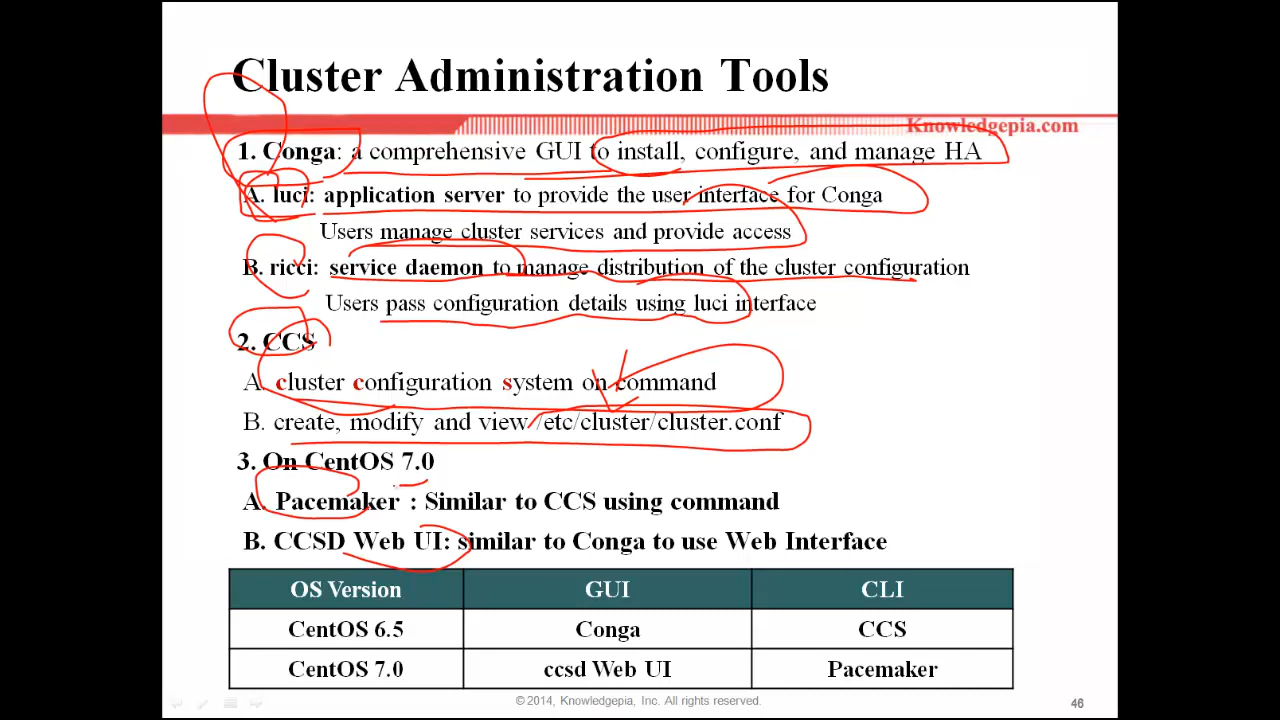 Cluster Administration Tools
Knowledgepia.com
1. Conga: a comprehensive GUI to install, configure, and manage HA
A. luci: application server to provide the user interface for Conga
Users manage cluster services and provide access
B. ricci: service daemon to manage distribution of the cluster configuration
Users pass configuration details using luci interface
2. CCS
A. cluster configuration system on command
B. create, modify and view /etc/cluster/cluster.conf
3. On CentOS 7.0
A. Pacemaker : Similar to CCS using command
B. CCSD Web UI: similar to Conga to use Web Interface
OS Version GUI CLI
CentOS 6.5 Conga CCS
CentOS 7.0 ccsd Web UI Pacemaker
© 2014, Knowledgepia, Inc. All rights reserved.
46